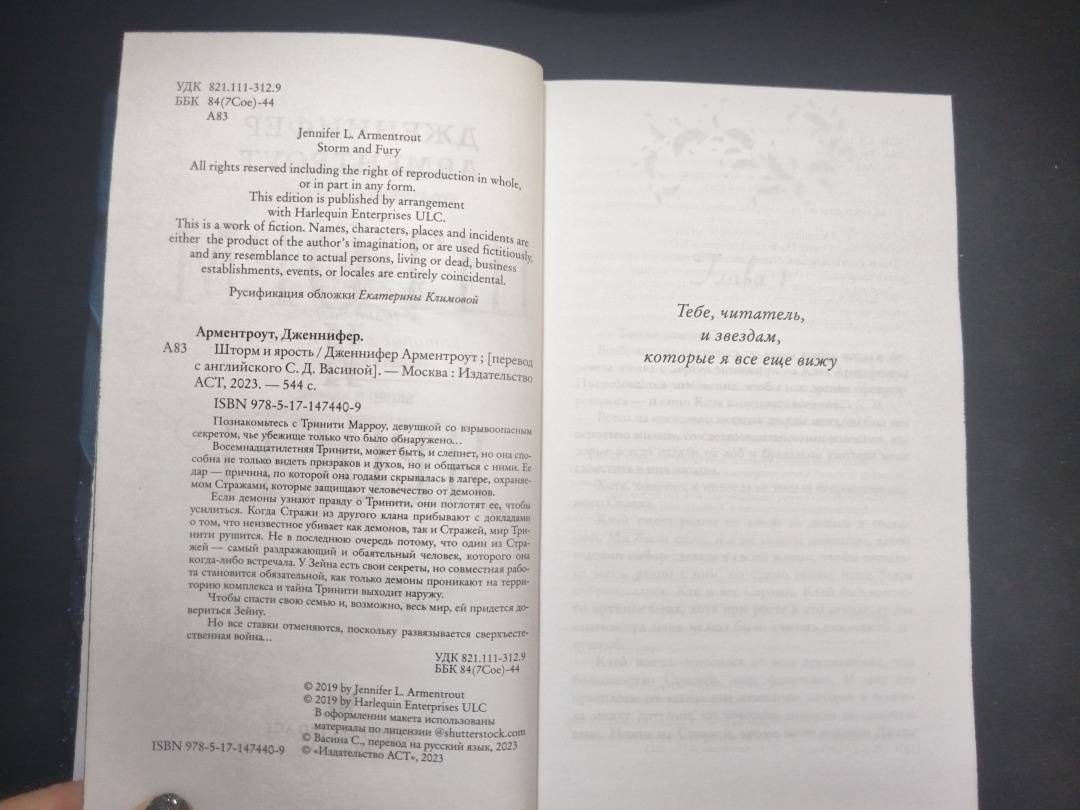 УДК 821.111-312.9
ББК 84(7Сое)-44
А83
Jennifer L. Armentrout
Storm and Fury
All rights reserved including the right of reproduction in whole,
or in part in any form.
This edition is published by arrangement
with Harlequin Enterprises ULC.
This is a work of fiction. Names, characters, places and incidents are
either the product of the author's imagination, or are used fictitiously,
and any resemblance to actual persons, living or dead, business
establishments, events, or locales are entirely coincidental.
Русификация обложки Екатерины Климовой
Арментроут, Дженнифер.
А83 Шторм и ярость / Дженнифер Арментроут ; [перевод
с английского С. Д. Васиной]. — Москва : Издательство
АСТ, 2023. — 544 с.
ISBN 978-5-17-147440-9
Познакомьтесь с Тринити Марроу, девушкой со взрывоопасным
секретом, чье убежище только что было обнаружено...
Восемнадцатилетняя Тринити, может быть, и слепнет, но она спо-
собна не только видеть призраков и духов, но и общаться с ними. Ее
дар — причина, по которой она годами скрывалась в лагере, охраняе-
мом Стражами, которые защищают человечество от демонов.
Если демоны узнают правду о Тринити, они поглотят ее, чтобы
усилиться. Когда Стражи из другого клана прибывают с докладами
о том, что неизвестное убивает как демонов, так и Стражей, мир Три-
нити рушится. Не в последнюю очередь потому, что один из Стра-
жей — самый раздражающий и обаятельный человек, которого она
когда-либо встречала. У Зейна есть свои секреты, но совместная рабо-
та становится обязательной, как только демоны проникают на терри-
торию комплекса и тайна Тринити выходит наружу.
Чтобы спасти свою семью и, возможно, весь мир, ей придется до-
вериться Зейну.
Но все ставки отменяются, поскольку развязывается сверхъесте-
ственная война...
УДК 821.111-312.9
ББК 84(7Сое)-44
© 2019 by Jennifer L. Armentrout
© 2019 by Harlequin Enterprises ULC
В оформлении макета использованы
материалы по лицензии @shutterstock.com
© Васина С., перевод на русский язык, 2023
ISBN 978-5-17-147440-9 © «Издательство АСТ», 2023
Тебе, читатель,
и звездам,
которые я все еще вижу